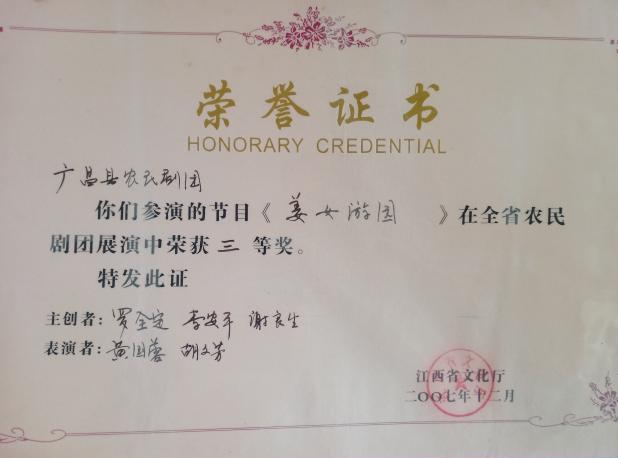 荣誉证书
HONORARY CREDENTIAL
广昌县农民剧团
你们参演的节目《姜女游园》在全省农民
剧团展演中荣获三等奖。
特发此证
主创者：罗全定 李安平 谢良生
表演者：黄国蓉 胡文芳
江西省文化厅
二〇〇七年十二月